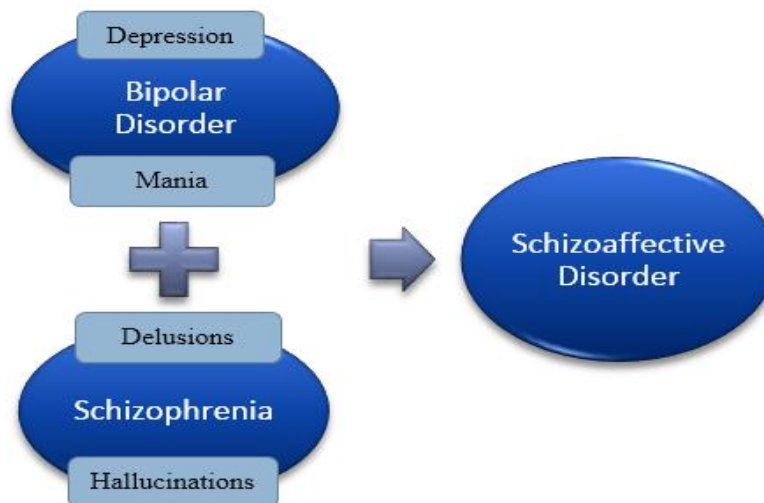 Depression
Bipolar
Disorder
Mania
Delusions
Schizophrenia
Hallucinations
Schizoaffective
Disorder